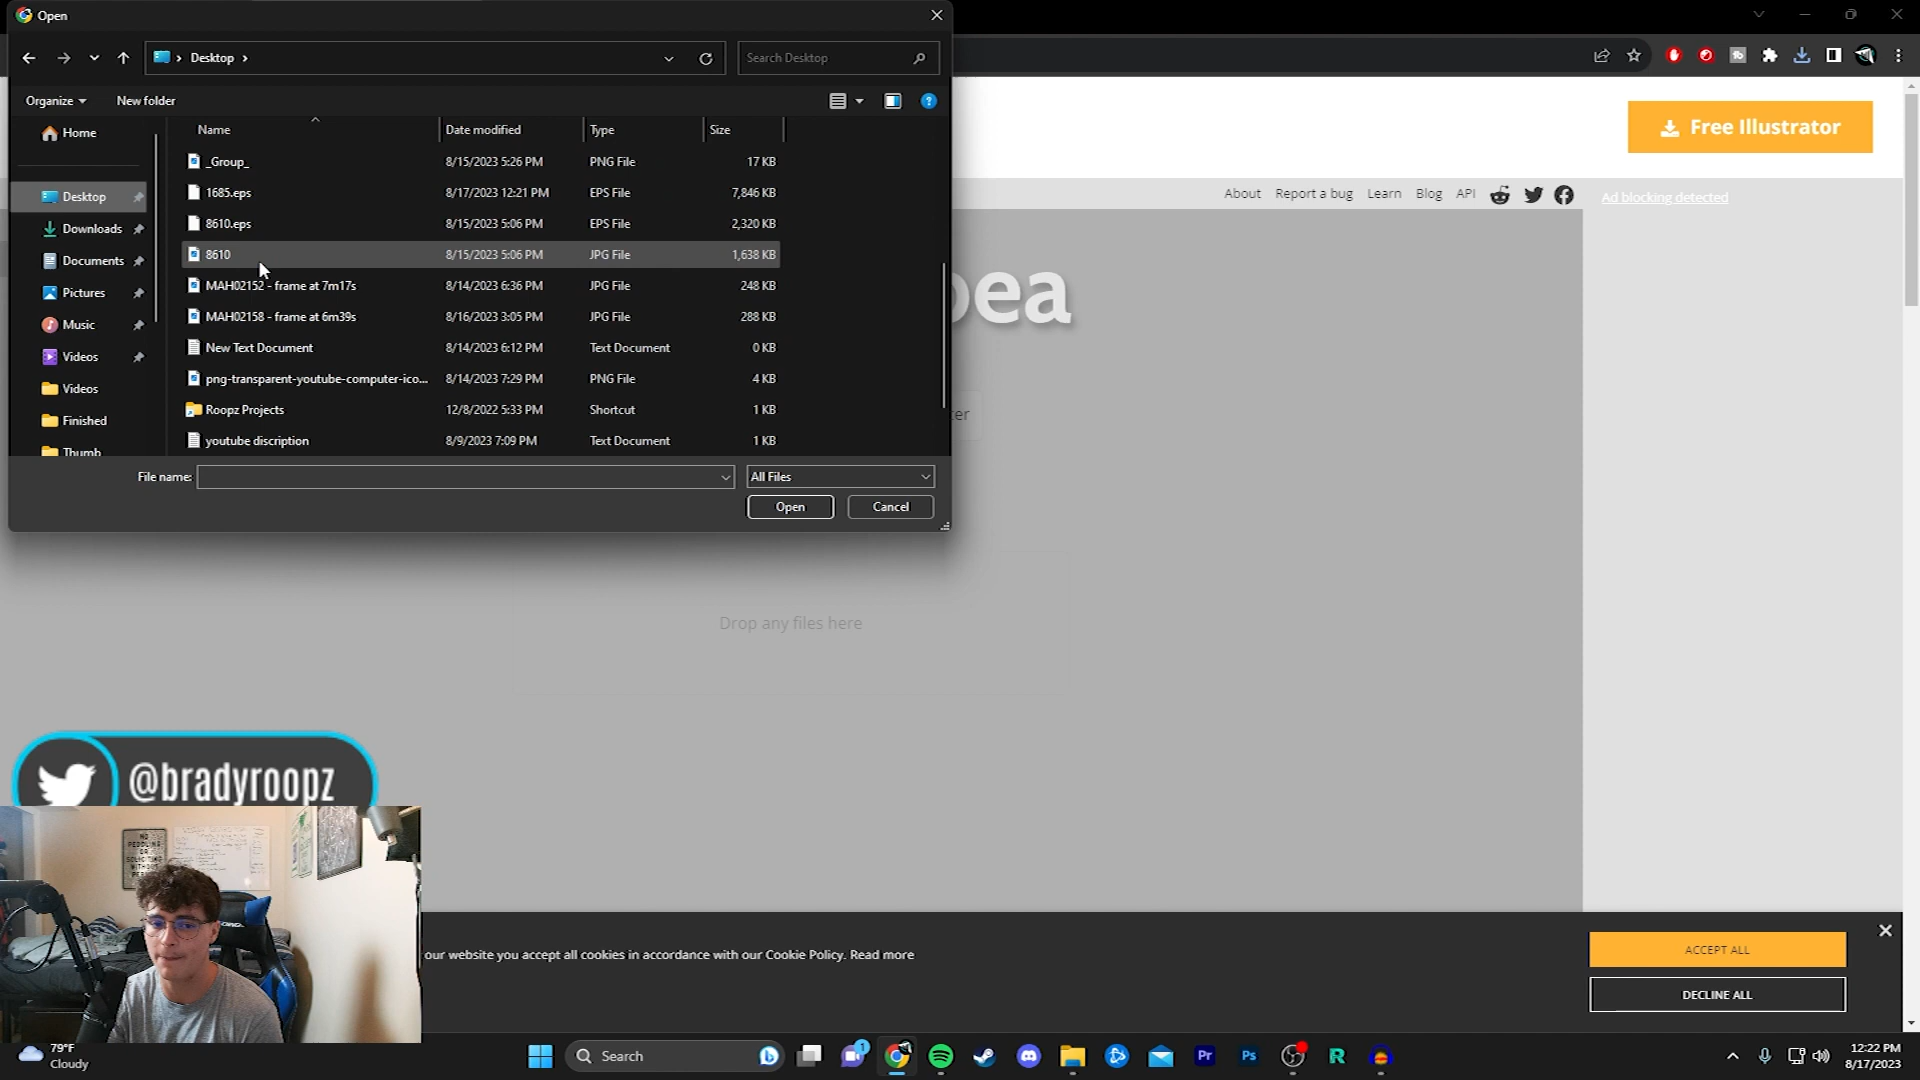 Open
Desktop
Search Desktop
Organize
New folder
Name
Date modified
Type
Size
Home
Desktop
Downloads
Documents
Pictures
Music
Videos
Videos
Finished
Thumb
_Group_ 8/15/2023 5:26 PM PNG File 17 KB
1685.eps 8/17/2023 12:21 PM EPS File 7,846 KB
8610.eps 8/15/2023 5:06 PM EPS File 2,320 KB
8610 8/15/2023 5:06 PM JPG File 1,638 KB
MAH02152 - frame at 7m17s 8/14/2023 6:36 PM JPG File 248 KB
MAH02158 - frame at 6m39s 8/16/2023 3:05 PM JPG File 288 KB
New Text Document 8/14/2023 6:12 PM Text Document 0 KB
png-transparent-youtube-computer-ico... 8/14/2023 7:29 PM PNG File 4 KB
Roopz Projects 12/8/2022 5:33 PM Shortcut 1 KB
youtube discription 8/9/2023 7:09 PM Text Document 1 KB
File name:
All Files
Open
Cancel
Free Illustrator
About Report a bug Learn Blog API
Ad blocking detected
pea
ter
Drop any files here
@bradyroopz
NO
PEDDLING
OR
SOLICITING
WITHOUT
our website you accept all cookies in accordance with our Cookie Policy. Read more
ACCEPT ALL
DECLINE ALL
79°F
Cloudy
Search
1
Pr
Ps
R
12:22 PM
8/17/2023